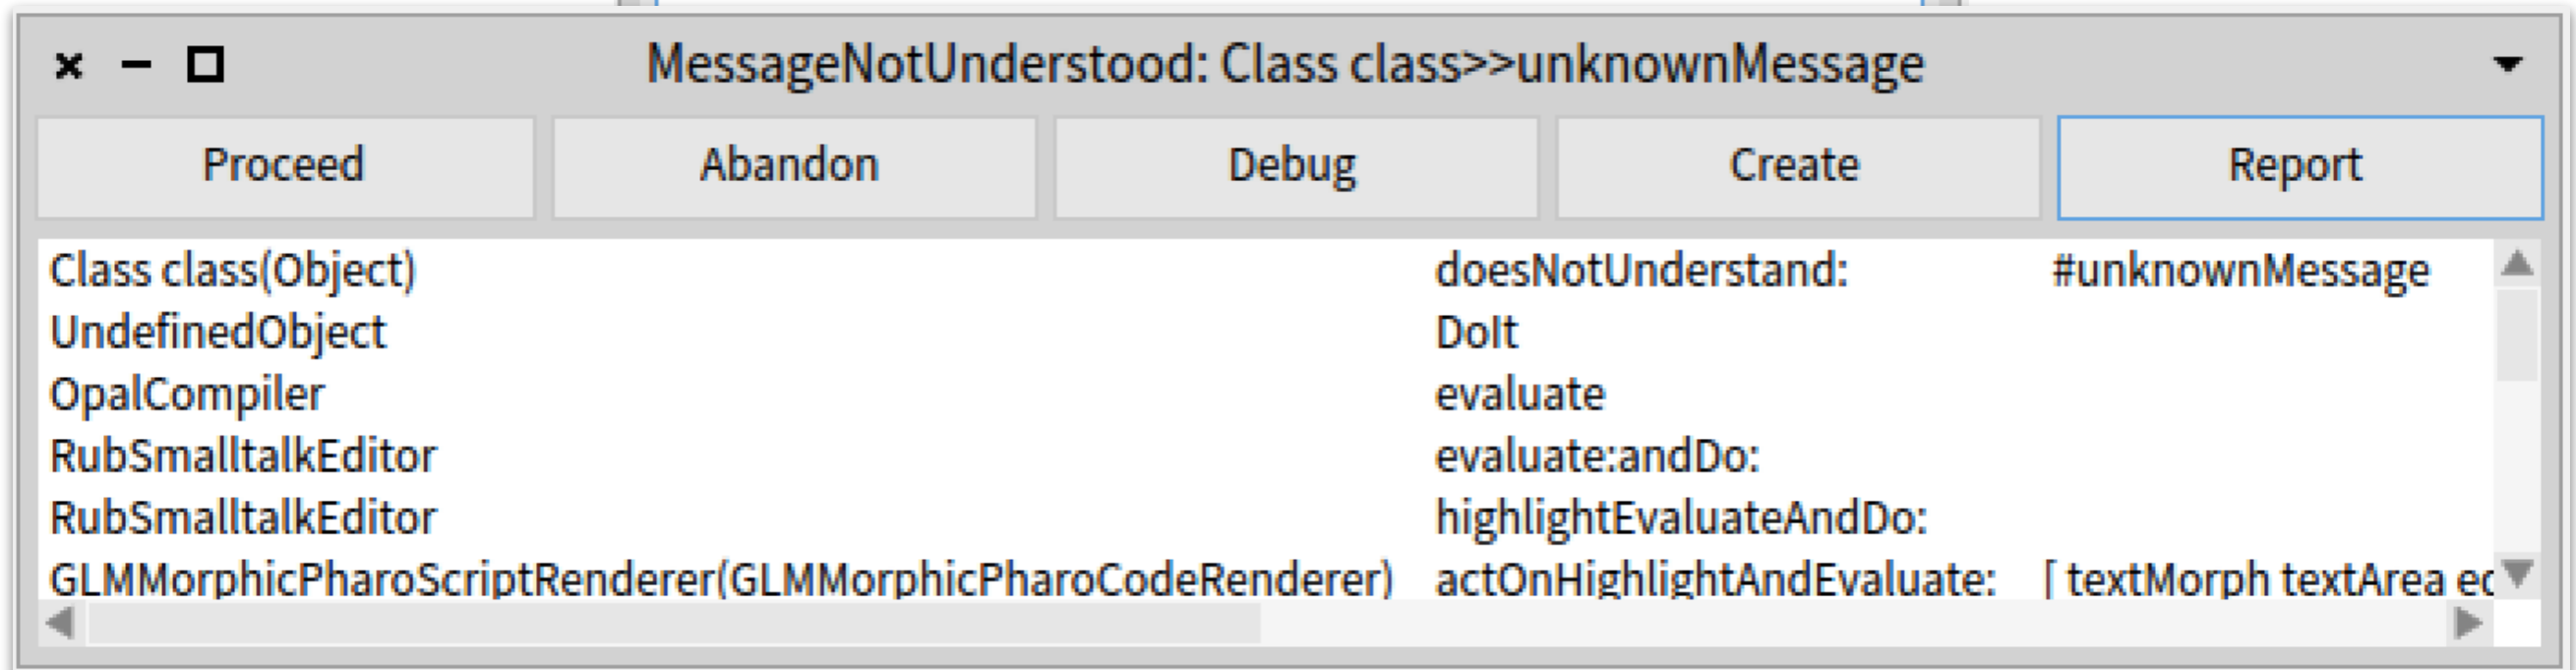 MessageNotUnderstood: Class class>>unknownMessage
Proceed Abandon Debug Create Report
Class class(Object) doesNotUnderstand: #unknownMessage
UndefinedObject DoIt
OpalCompiler evaluate
RubSmalltalkEditor evaluate:andDo:
RubSmalltalkEditor highlightEvaluateAndDo:
GLMMorphicPharoScriptRenderer(GLMMorphicPharoCodeRenderer) actOnHighlightAndEvaluate: [ textMorph textArea